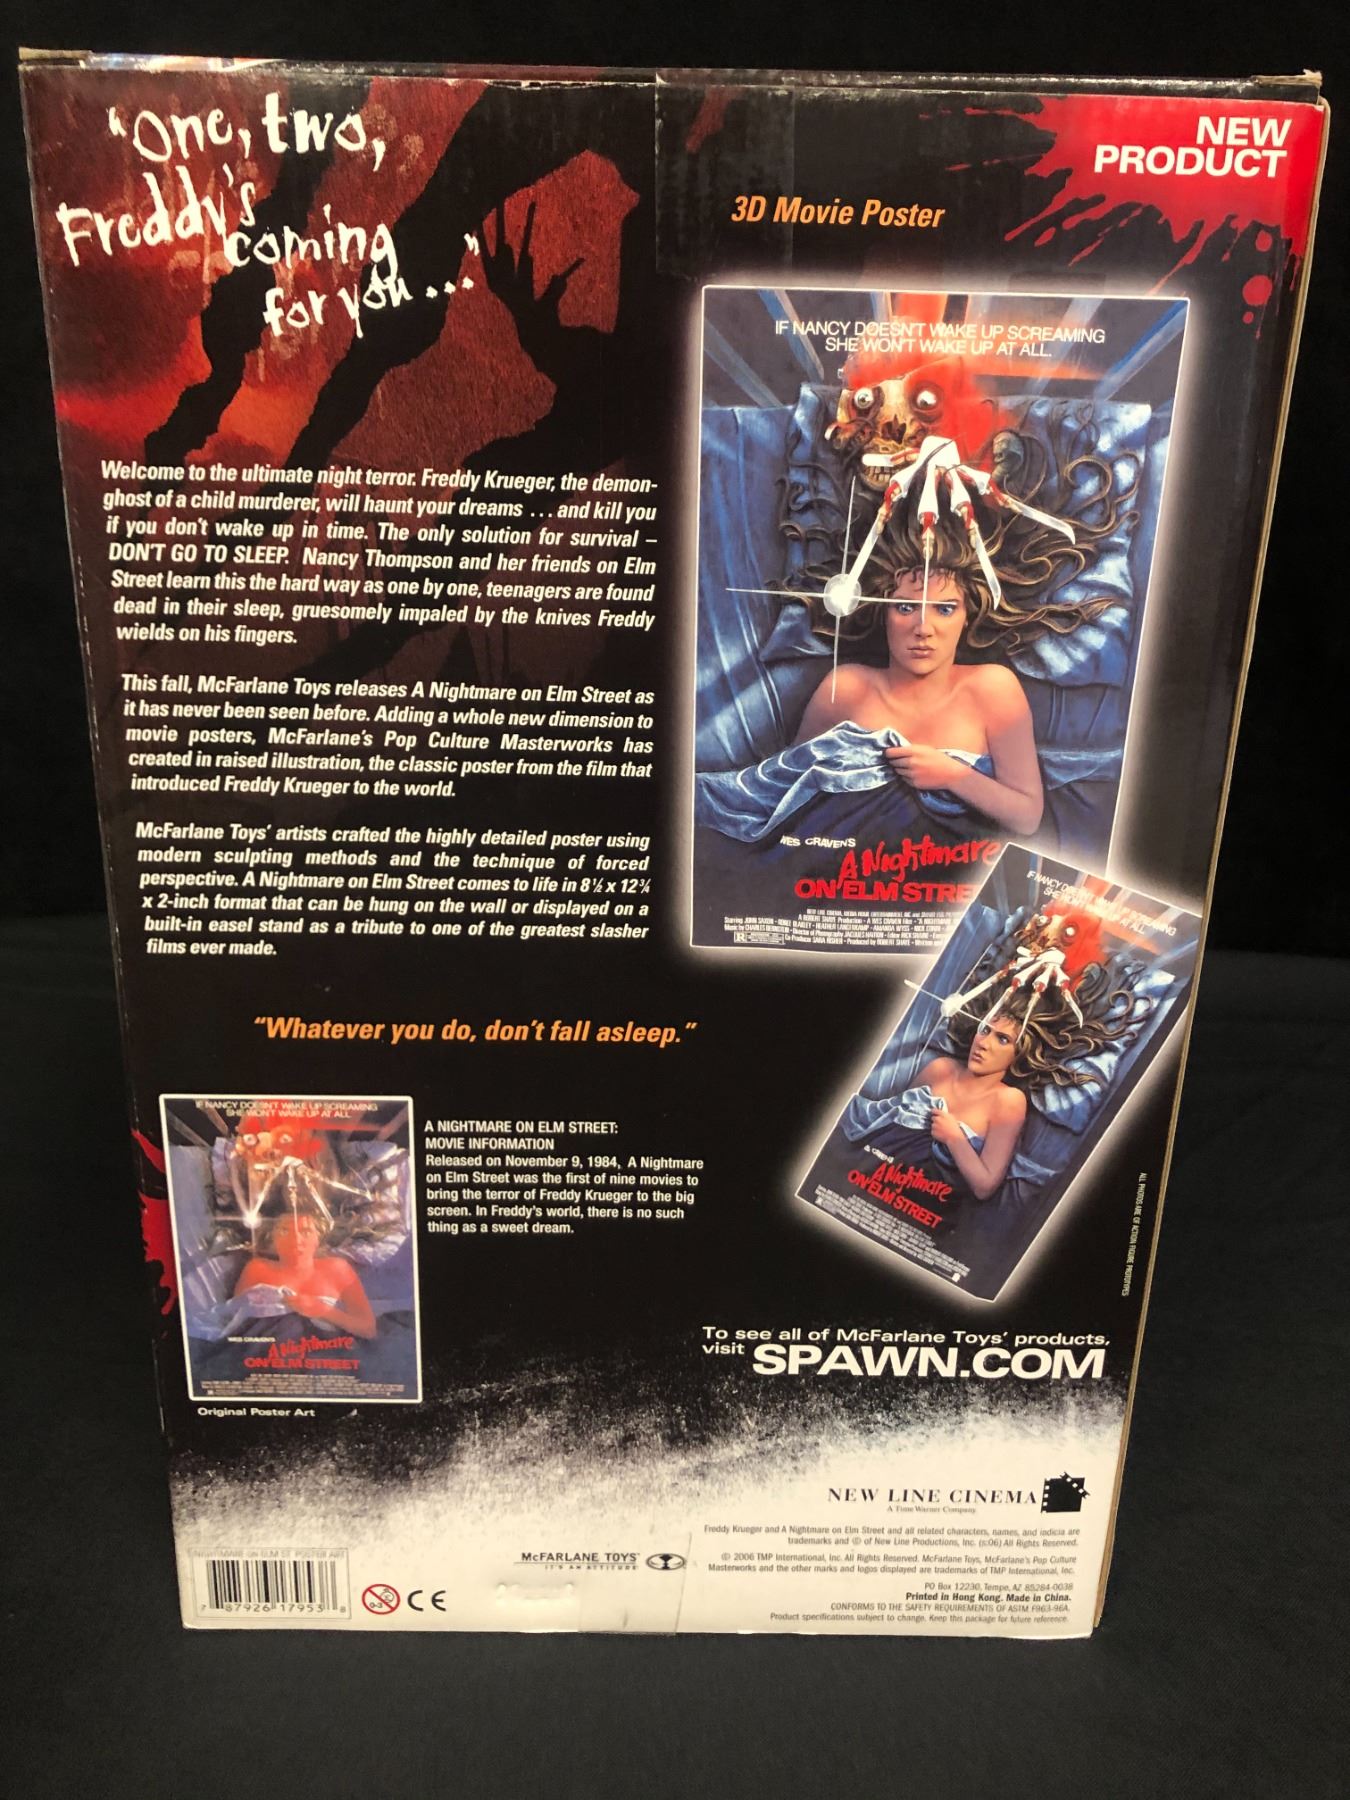 "One, two,
Freddy's
coming
for you ..."
NEW
PRODUCT
3D Movie Poster
IF NANCY DOESN'T WAKE UP SCREAMING
SHE WON'T WAKE UP AT ALL.
WES CRAVEN'S
A Nightmare
ON ELM STRE
Welcome to the ultimate night terror. Freddy Krueger, the demon-
ghost of a child murderer, will haunt your dreams ... and kill you
if you don't wake up in time. The only solution for survival –
DON'T GO TO SLEEP. Nancy Thompson and her friends on Elm
Street learn this the hard way as one by one, teenagers are found
dead in their sleep, gruesomely impaled by the knives Freddy
wields on his fingers.
This fall, McFarlane Toys releases A Nightmare on Elm Street as
it has never been seen before. Adding a whole new dimension to
movie posters, McFarlane's Pop Culture Masterworks has
created in raised illustration, the classic poster from the film that
introduced Freddy Krueger to the world.
McFarlane Toys' artists crafted the highly detailed poster using
modern sculpting methods and the technique of forced
perspective. A Nightmare on Elm Street comes to life in 8½ x 12¾
x 2-inch format that can be hung on the wall or displayed on a
built-in easel stand as a tribute to one of the greatest slasher
films ever made.
"Whatever you do, don't fall asleep."
A Nightmare
ON ELM STREET
IF NANCY DOESN'T WAKE UP SCREAMING
SHE WON'T WAKE UP AT ALL
WES CRAVEN'S
A Nightmare
ON ELM STREET
Original Poster Art
A NIGHTMARE ON ELM STREET:
MOVIE INFORMATION
Released on November 9, 1984, A Nightmare
on Elm Street was the first of nine movies to
bring the terror of Freddy Krueger to the big
screen. In Freddy's world, there is no such
thing as a sweet dream.
ALL PHOTOS ARE OF ACTION FIGURE PROTOTYPES
To see all of McFarlane Toys' products,
visit SPAWN.COM
NEW LINE CINEMA
A Time Warner Company
Freddy Krueger and A Nightmare on Elm Street and all related characters, names, and indicia are
trademarks and © of New Line Productions, Inc. (s06) All Rights Reserved.
© 2006 TMP International, Inc. All Rights Reserved. McFarlane Toys, McFarlane's Pop Culture
Masterworks and the other marks and logos displayed are trademarks of TMP International, Inc.
PO Box 12230, Tempe, AZ 85284-0038
Printed in Hong Kong. Made in China.
CONFORMS TO THE SAFETY REQUIREMENTS OF ASTM F963-96A.
Product specifications subject to change. Keep this package for future reference.
McFARLANE TOYS
IT'S AN ATTITUDE
NIGHTMARE ON ELM ST POSTER ART
7 87926 17953 8
0-3
CE